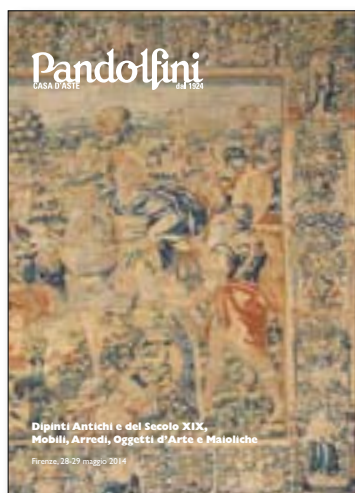 Pandolfini
CASA D'ASTE dal 1924
Dipinti Antichi e del Secolo XIX,
Mobili, Arredi, Oggetti d'Arte e Maioliche
Firenze, 28-29 maggio 2014